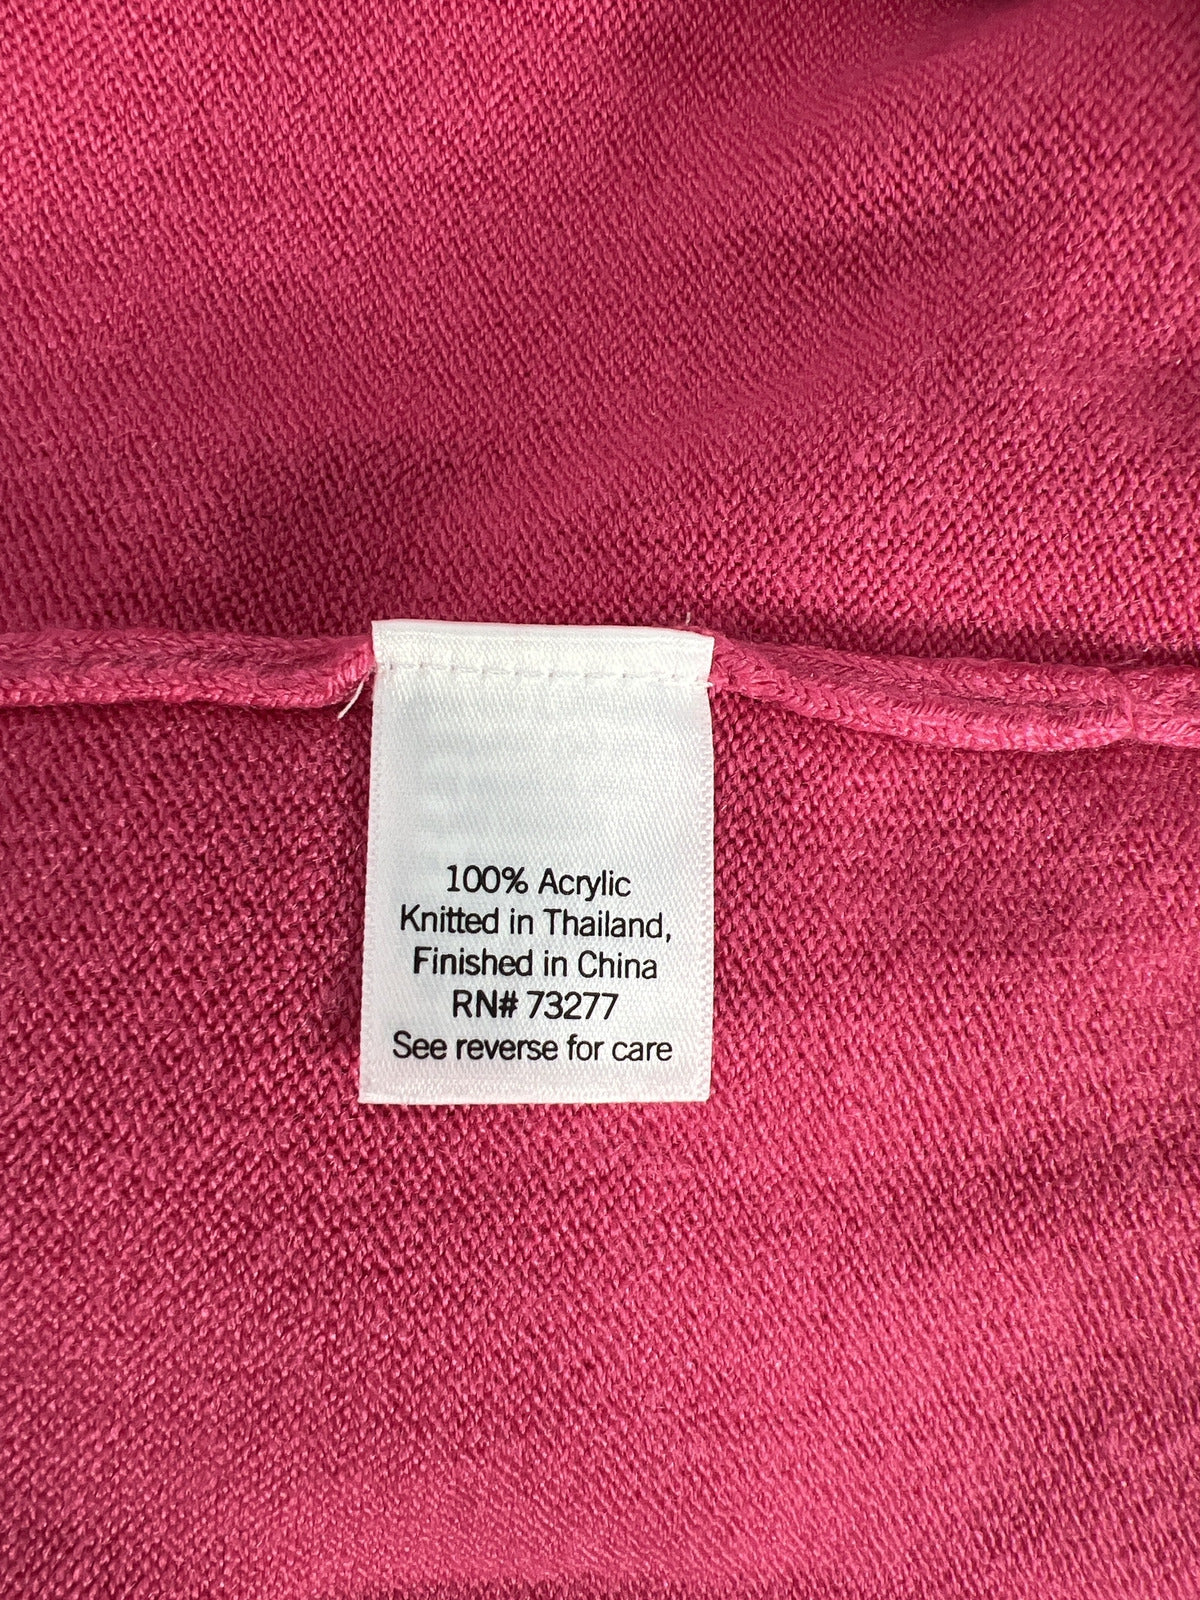 100% Acrylic
Knitted in Thailand,
Finished in China
RN# 73277
See reverse for care